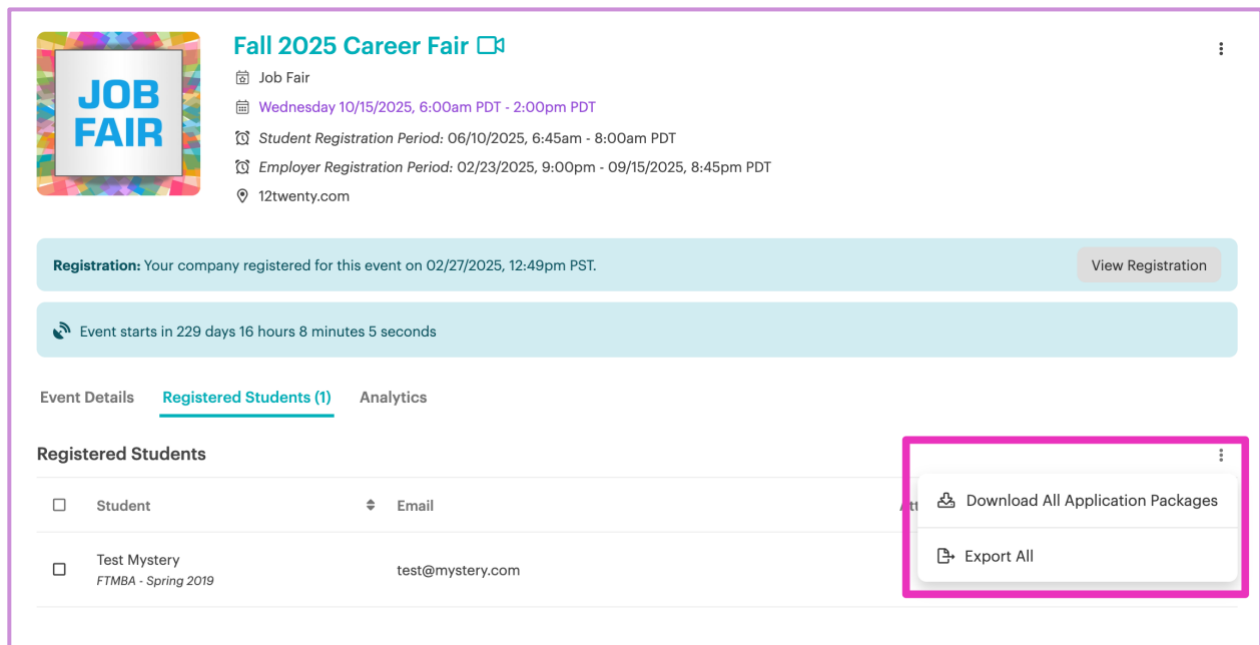 JOB
FAIR
Fall 2025 Career Fair
Job Fair
Wednesday 10/15/2025, 6:00am PDT - 2:00pm PDT
Student Registration Period: 06/10/2025, 6:45am - 8:00am PDT
Employer Registration Period: 02/23/2025, 9:00pm - 09/15/2025, 8:45pm PDT
12twenty.com
Registration: Your company registered for this event on 02/27/2025, 12:49pm PST.
View Registration
Event starts in 229 days 16 hours 8 minutes 5 seconds
Event Details Registered Students (1) Analytics
Registered Students
Student Email
Download All Application Packages
Test Mystery
FTMBA - Spring 2019
test@mystery.com
Export All